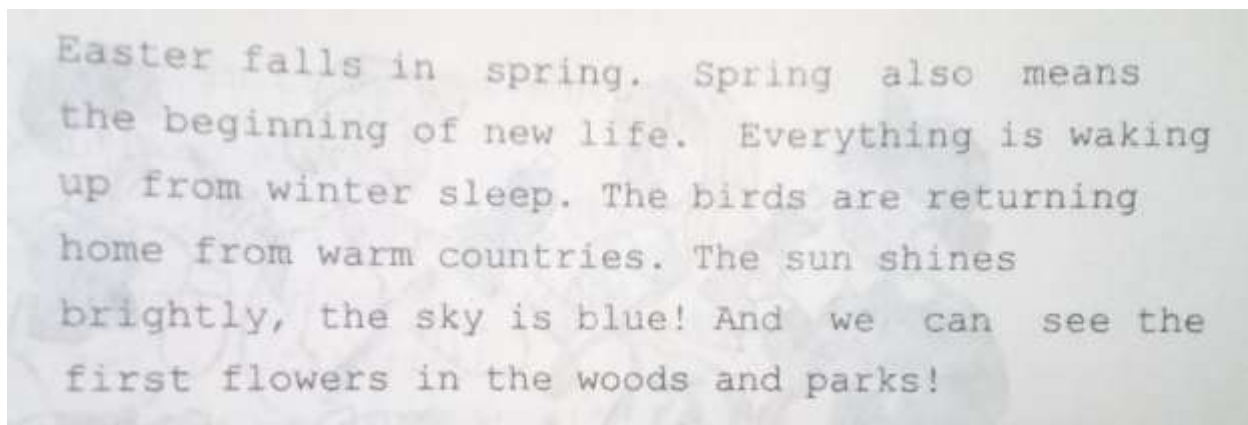 Easter falls in spring. Spring also means
the beginning of new life. Everything is waking
up from winter sleep. The birds are returning
home from warm countries. The sun shines
brightly, the sky is blue! And we can see the
first flowers in the woods and parks!